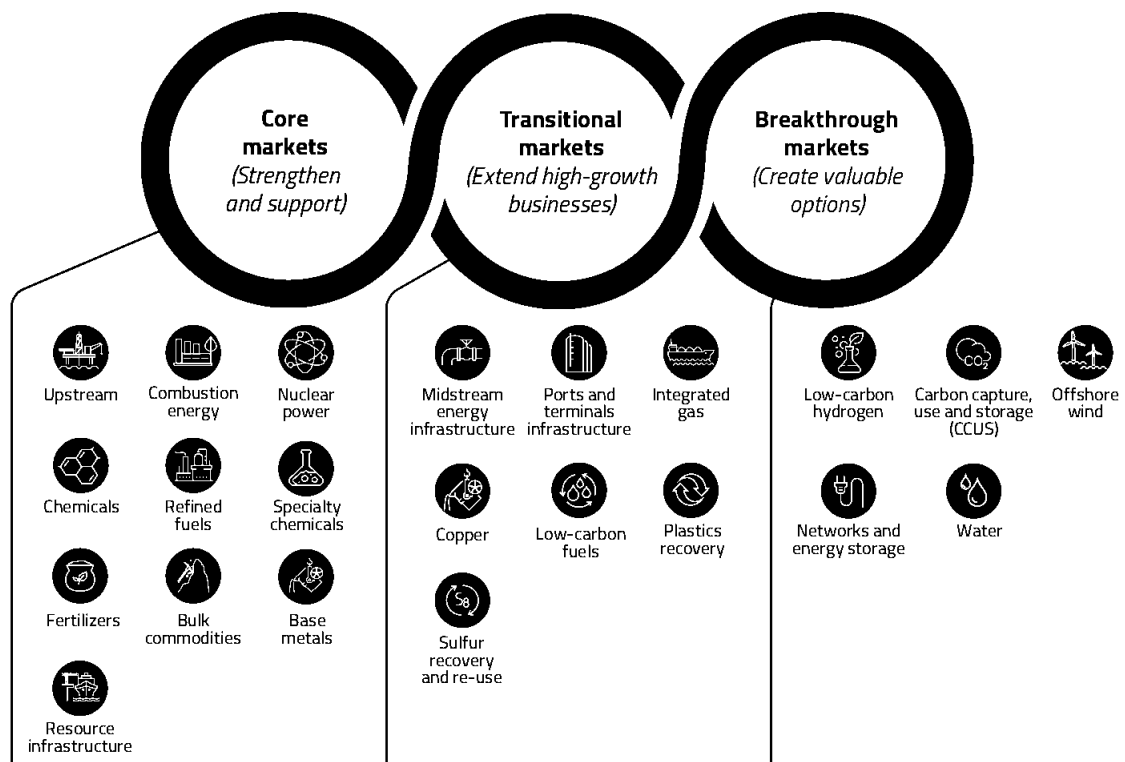 Core
markets
(Strengthen
and support)
Transitional
markets
(Extend high-growth
businesses)
Breakthrough
markets
(Create valuable
options)
Upstream
Combustion
energy
Nuclear
power
Chemicals
Refined
fuels
Specialty
chemicals
Fertilizers
Bulk
commodities
Base
metals
Resource
infrastructure
Midstream
energy
infrastructure
Ports and
terminals
infrastructure
Integrated
gas
Copper
Low-carbon
fuels
Plastics
recovery
S8
Sulfur
recovery
and re-use
Low-carbon
hydrogen
CO2
Carbon capture,
use and storage
(CCUS)
Offshore
wind
Networks and
energy storage
Water